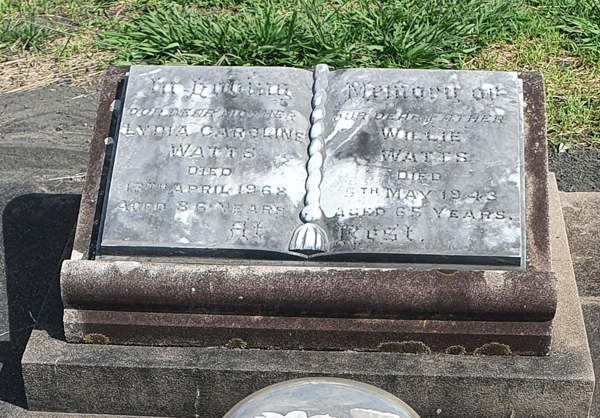 In Loving
OUR DEAR MOTHER
LYDIA CAROLINE
WATTS
DIED
12TH APRIL 1968
AGED 86 YEARS
At
Memory of
OUR DEAR FATHER
WILLIE
WATTS
DIED
5TH MAY 1943
AGED 65 YEARS.
Rest.